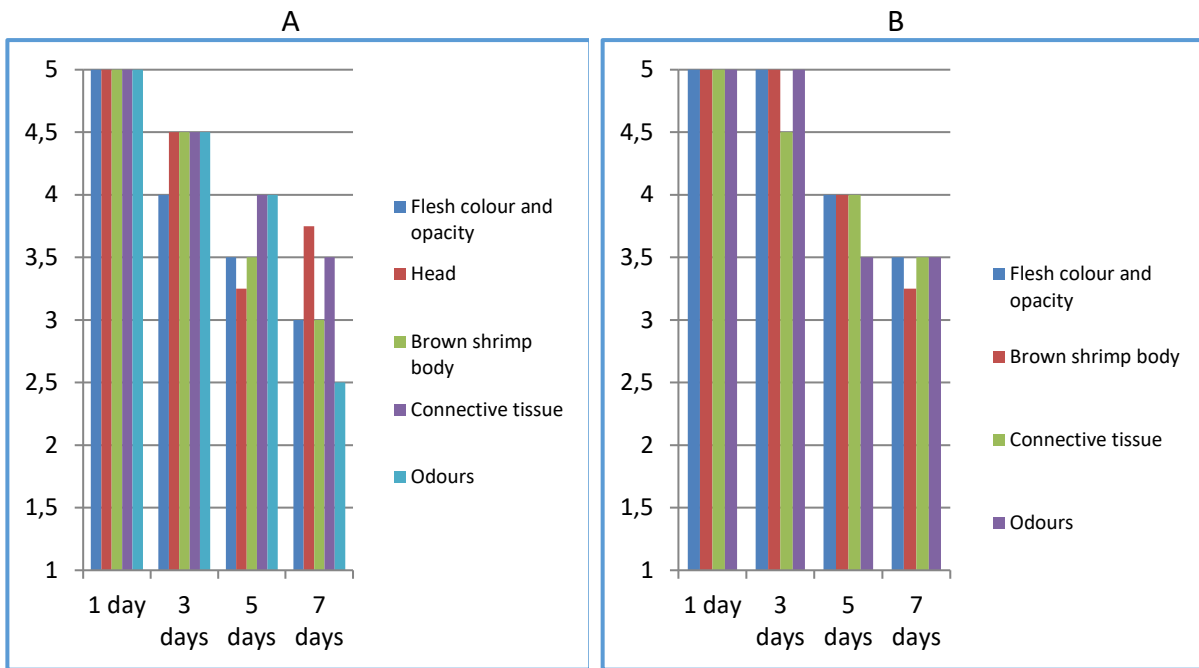 A
5
4,5
4
3,5
3
2,5
2
1,5
1
1 day
3
days
5
days
7
days
Flesh colour and
opacity
Head
Brown shrimp
body
Connective tissue
Odours
B
5
4,5
4
3,5
3
2,5
2
1,5
1
1 day
3
days
5
days
7
days
Flesh colour and
opacity
Brown shrimp body
Connective tissue
Odours